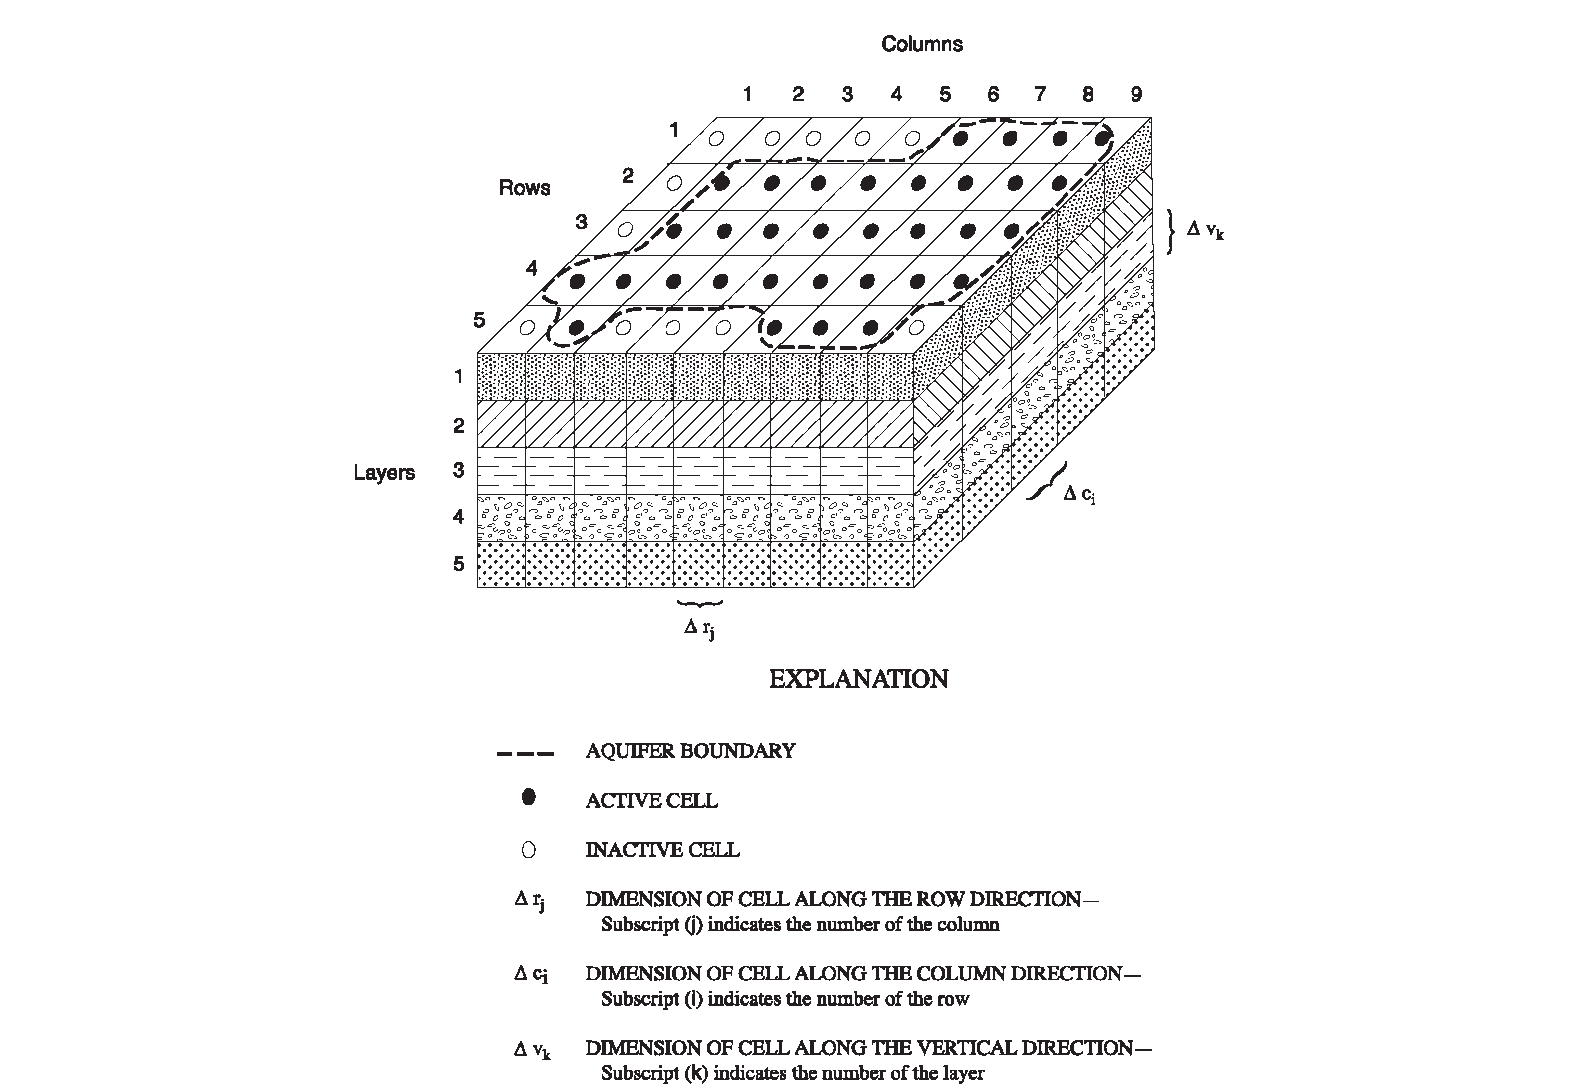 Columns
1 2 3 4 5 6 7 8 9
1
2
Rows
3
4
5
Δ vk
1
2
Layers
3
4
5
Δ ci
Δ rj
EXPLANATION
AQUIFER BOUNDARY
ACTIVE CELL
INACTIVE CELL
Δ rj DIMENSION OF CELL ALONG THE ROW DIRECTION—
Subscript (j) indicates the number of the column
Δ ci DIMENSION OF CELL ALONG THE COLUMN DIRECTION—
Subscript (i) indicates the number of the row
Δ vk DIMENSION OF CELL ALONG THE VERTICAL DIRECTION—
Subscript (k) indicates the number of the layer